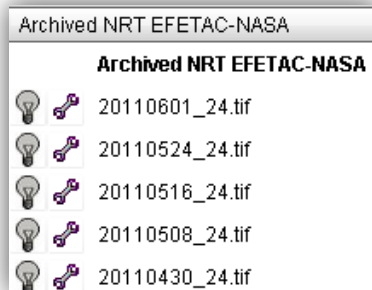 Archived NRT EFETAC-NASA
Archived NRT EFETAC-NASA
20110601_24.tif
20110524_24.tif
20110516_24.tif
20110508_24.tif
20110430_24.tif